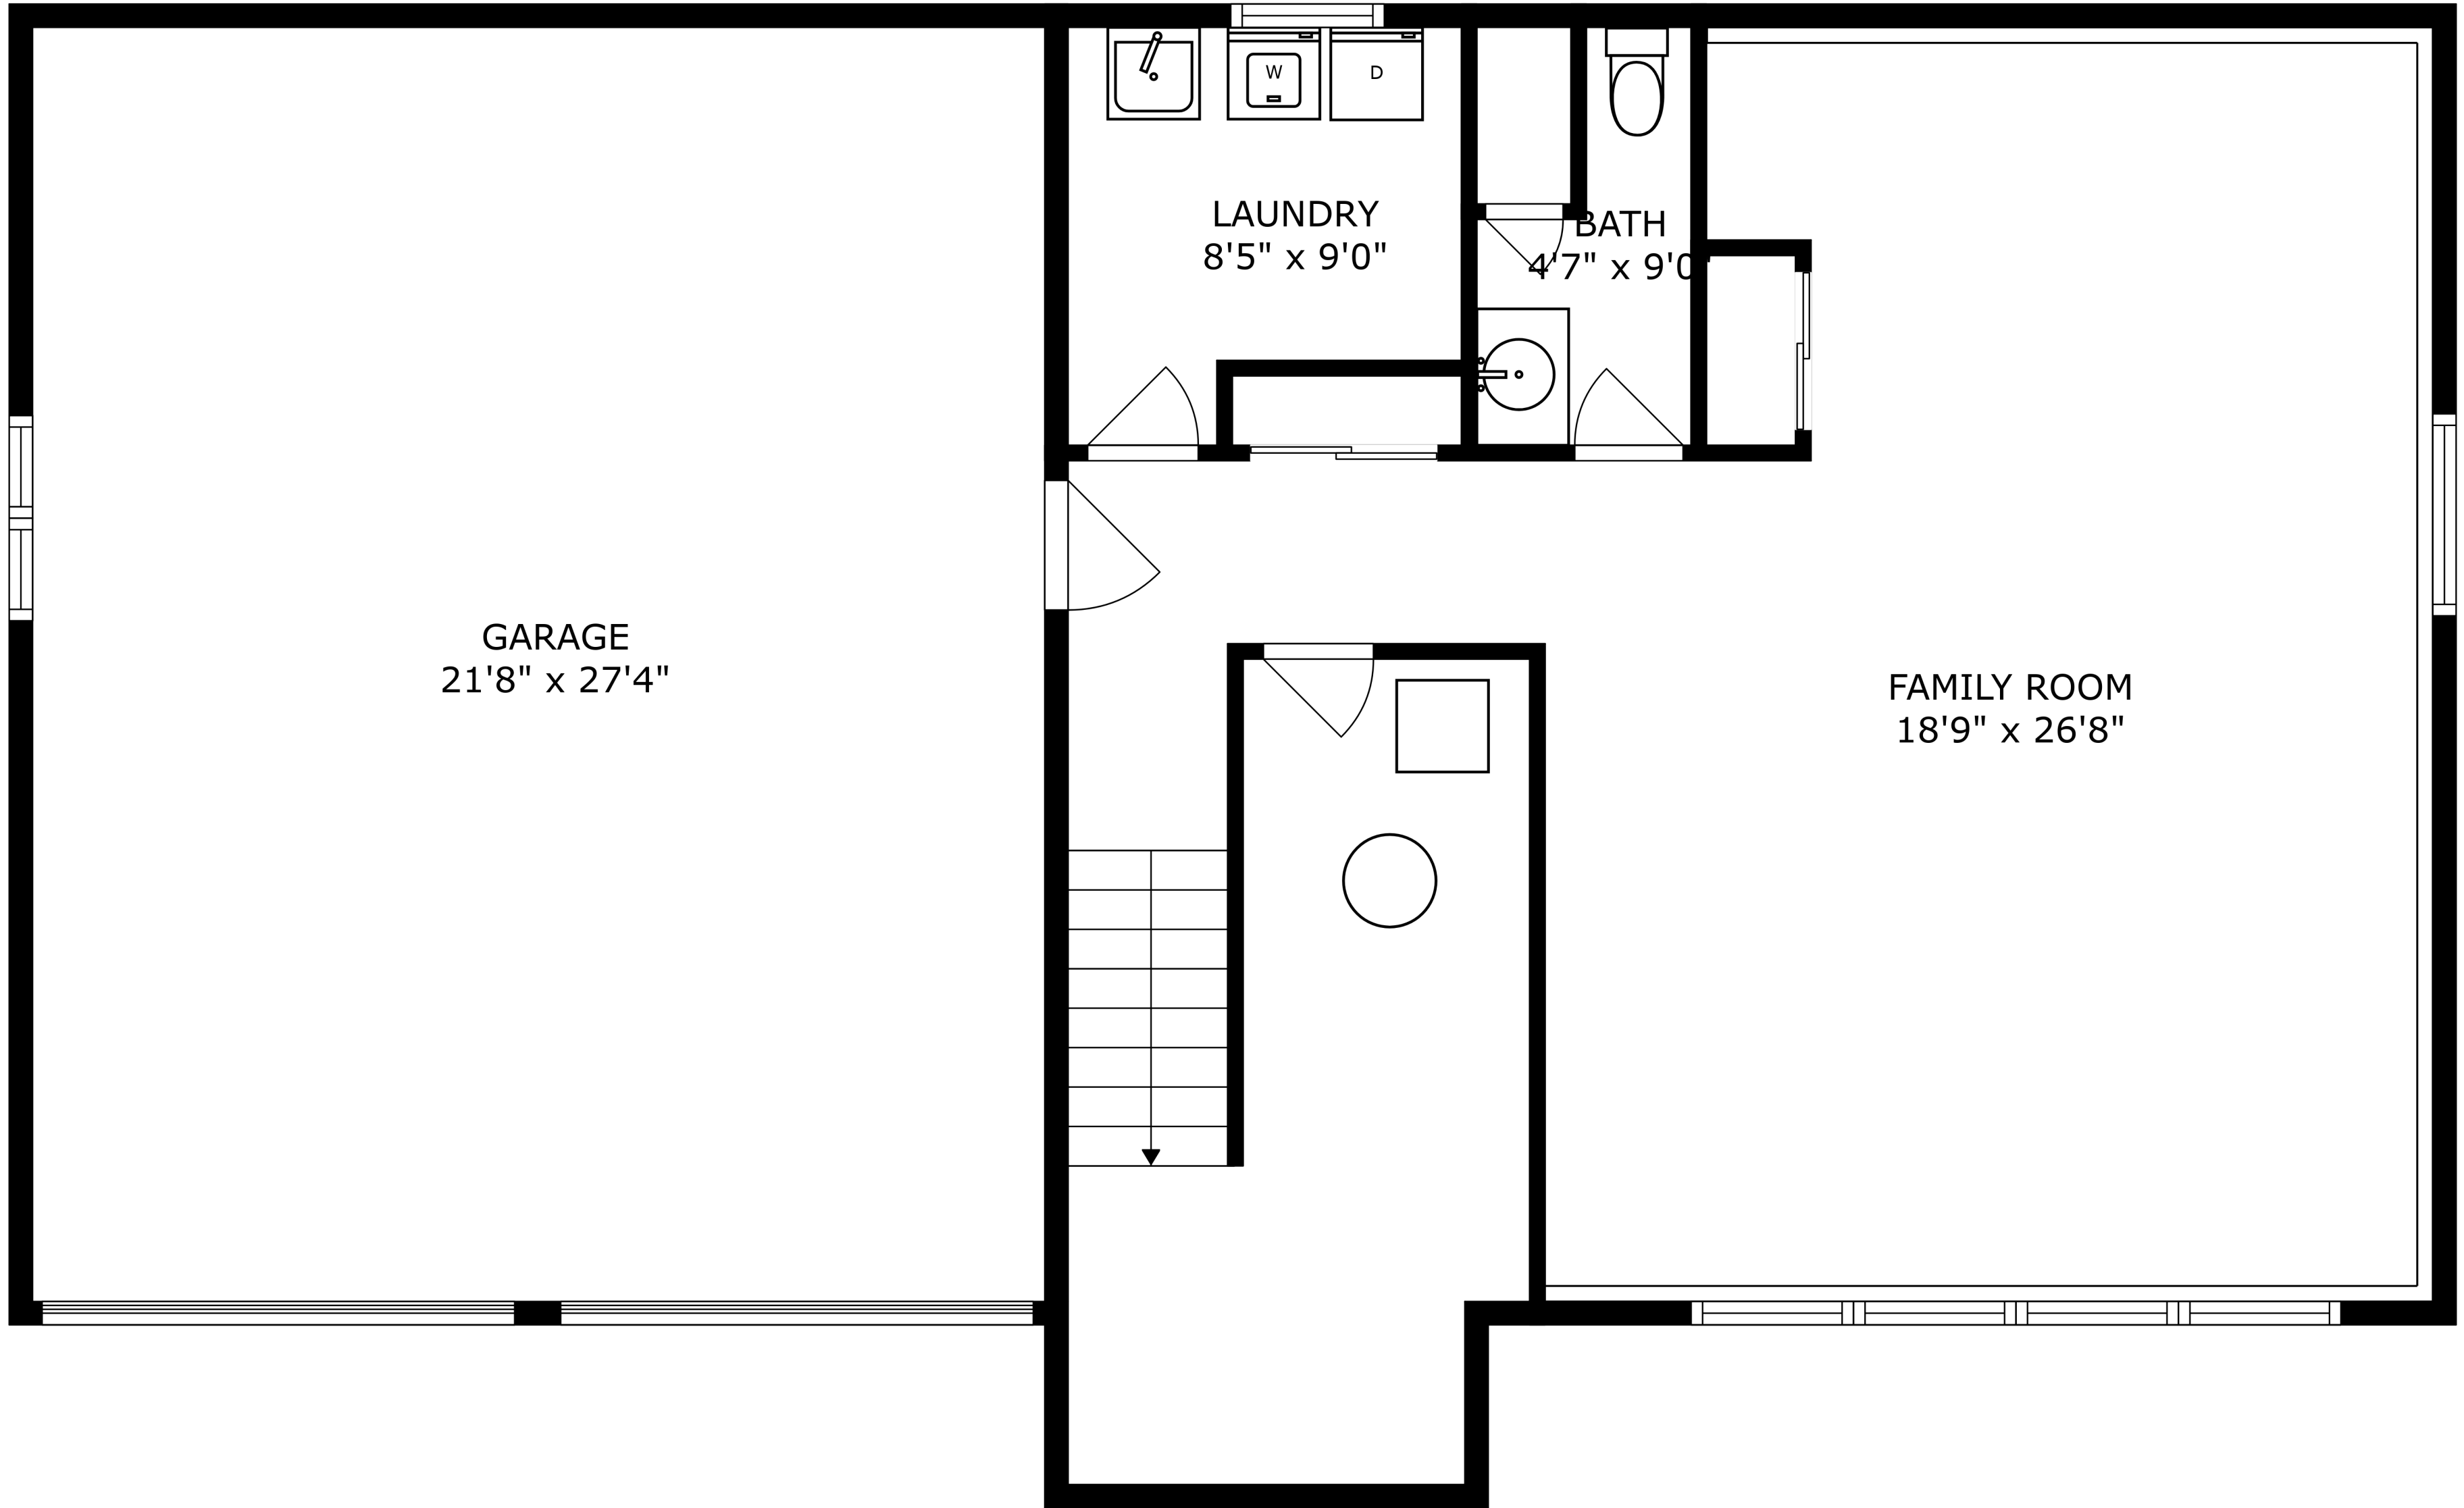 W
D
LAUNDRY
8'5" x 9'0"
BATH
4'7" x 9'0"
GARAGE
21'8" x 27'4"
FAMILY ROOM
18'9" x 26'8"